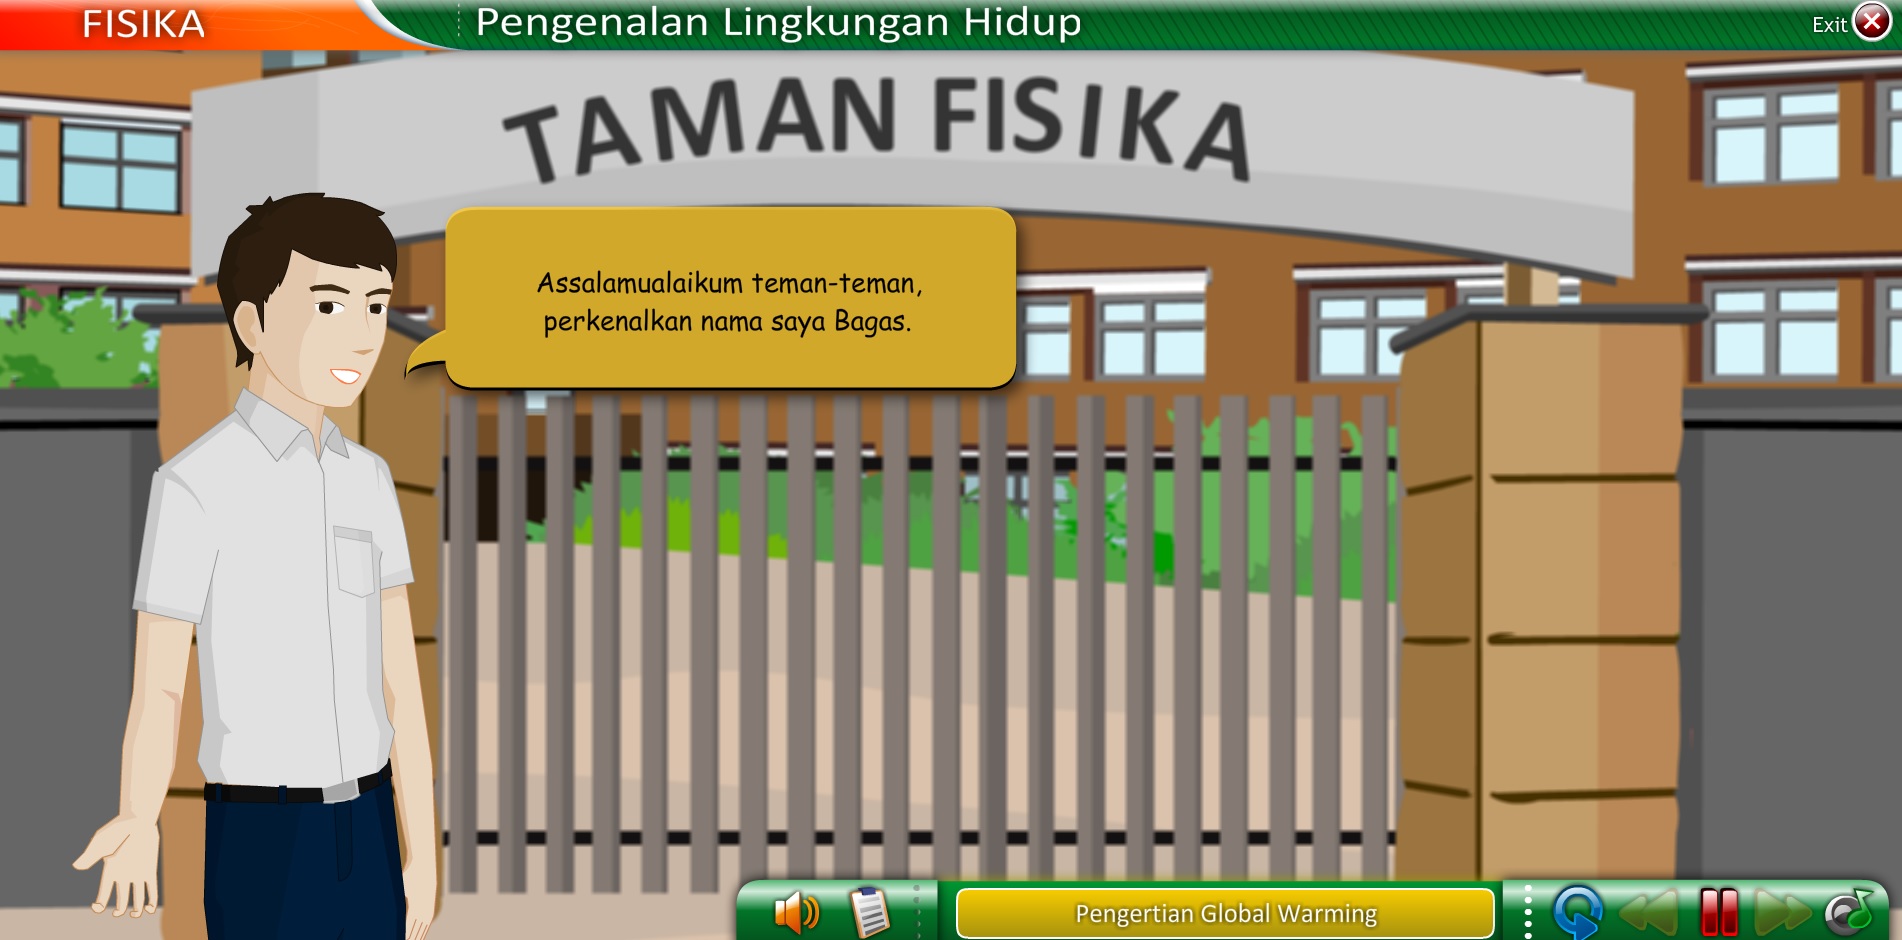 FISIKA
Pengenalan Lingkungan Hidup
Exit
TAMAN FISIKA
Assalamualaikum teman-teman,
perkenalkan nama saya Bagas.
Pengertian Global Warming